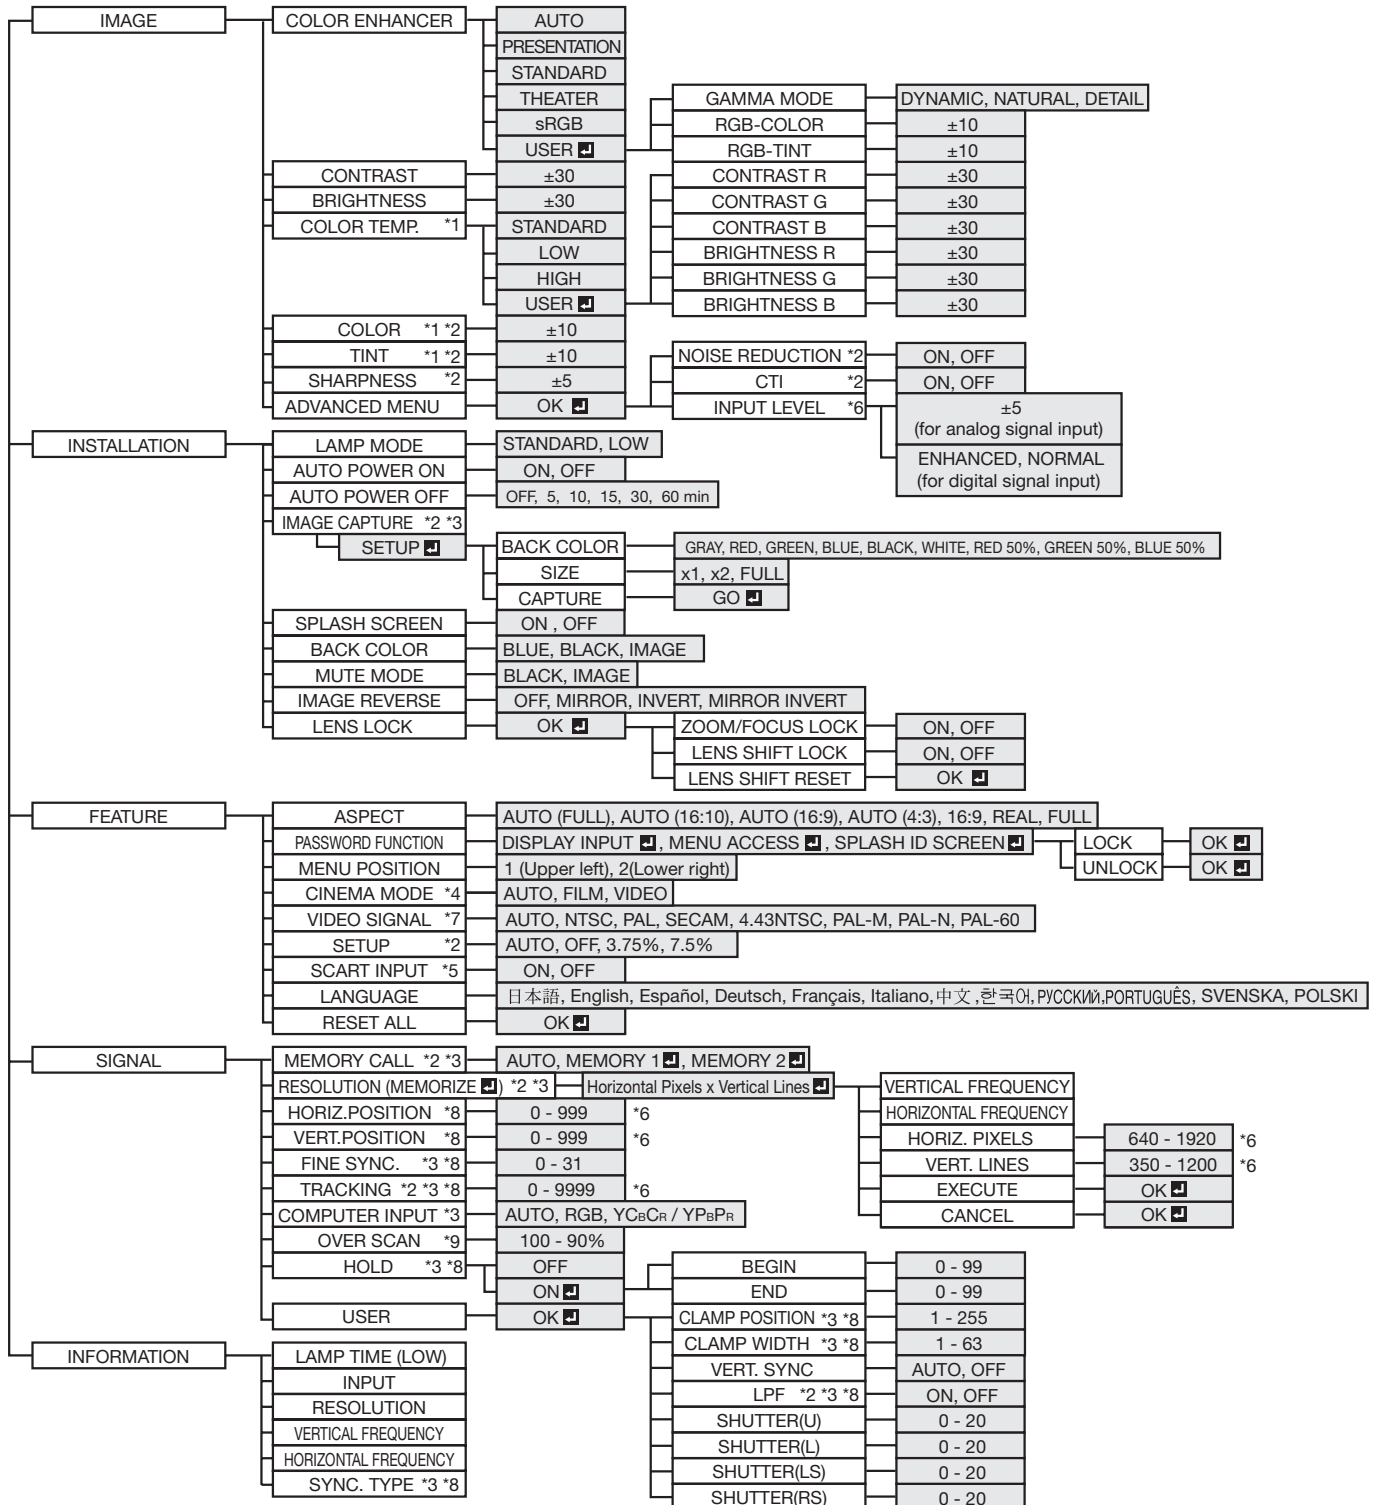 IMAGE COLOR ENHANCER AUTO
PRESENTATION
STANDARD
THEATER GAMMA MODE DYNAMIC, NATURAL, DETAIL
sRGB RGB-COLOR ±10
USER RGB-TINT ±10
CONTRAST ±30 CONTRAST R ±30
BRIGHTNESS ±30 CONTRAST G ±30
COLOR TEMP. *1 STANDARD CONTRAST B ±30
LOW BRIGHTNESS R ±30
HIGH BRIGHTNESS G ±30
USER BRIGHTNESS B ±30
COLOR *1 *2 ±10
TINT *1 *2 ±10 NOISE REDUCTION *2 ON, OFF
SHARPNESS *2 ±5 CTI *2 ON, OFF
ADVANCED MENU OK INPUT LEVEL *6 ±5
(for analog signal input)
ENHANCED, NORMAL
(for digital signal input)
INSTALLATION LAMP MODE STANDARD, LOW
AUTO POWER ON ON, OFF
AUTO POWER OFF OFF, 5, 10, 15, 30, 60 min
IMAGE CAPTURE *2 *3
SETUP BACK COLOR GRAY, RED, GREEN, BLUE, BLACK, WHITE, RED 50%, GREEN 50%, BLUE 50%
SIZE x1, x2, FULL
CAPTURE GO
SPLASH SCREEN ON , OFF
BACK COLOR BLUE, BLACK, IMAGE
MUTE MODE BLACK, IMAGE
IMAGE REVERSE OFF, MIRROR, INVERT, MIRROR INVERT
LENS LOCK OK ZOOM/FOCUS LOCK ON, OFF
LENS SHIFT LOCK ON, OFF
LENS SHIFT RESET OK
FEATURE ASPECT AUTO (FULL), AUTO (16:10), AUTO (16:9), AUTO (4:3), 16:9, REAL, FULL
PASSWORD FUNCTION DISPLAY INPUT , MENU ACCESS , SPLASH ID SCREEN LOCK OK
MENU POSITION 1 (Upper left), 2(Lower right) UNLOCK OK
CINEMA MODE *4 AUTO, FILM, VIDEO
VIDEO SIGNAL *7 AUTO, NTSC, PAL, SECAM, 4.43NTSC, PAL-M, PAL-N, PAL-60
SETUP *2 AUTO, OFF, 3.75%, 7.5%
SCART INPUT *5 ON, OFF
LANGUAGE 日本語, English, Español, Deutsch, Français, Italiano, 中文 ,한국어, РУССКИЙ,PORTUGUÊS, SVENSKA, POLSKI
RESET ALL OK
SIGNAL MEMORY CALL *2 *3 AUTO, MEMORY 1 , MEMORY 2
RESOLUTION (MEMORIZE ) *2 *3 Horizontal Pixels x Vertical Lines VERTICAL FREQUENCY
HORIZ.POSITION *8 0 - 999 *6 HORIZONTAL FREQUENCY
VERT.POSITION *8 0 - 999 *6 HORIZ. PIXELS 640 - 1920 *6
FINE SYNC. *3 *8 0 - 31 VERT. LINES 350 - 1200 *6
TRACKING *2 *3 *8 0 - 9999 *6 EXECUTE OK
COMPUTER INPUT *3 AUTO, RGB, YCBCR / YPBPR CANCEL OK
OVER SCAN *9 100 - 90%
HOLD *3 *8 OFF BEGIN 0 - 99
ON END 0 - 99
USER OK CLAMP POSITION *3 *8 1 - 255
CLAMP WIDTH *3 *8 1 - 63
INFORMATION LAMP TIME (LOW) VERT. SYNC AUTO, OFF
INPUT LPF *2 *3 *8 ON, OFF
RESOLUTION SHUTTER(U) 0 - 20
VERTICAL FREQUENCY SHUTTER(L) 0 - 20
HORIZONTAL FREQUENCY SHUTTER(LS) 0 - 20
SYNC. TYPE *3 *8 SHUTTER(RS) 0 - 20